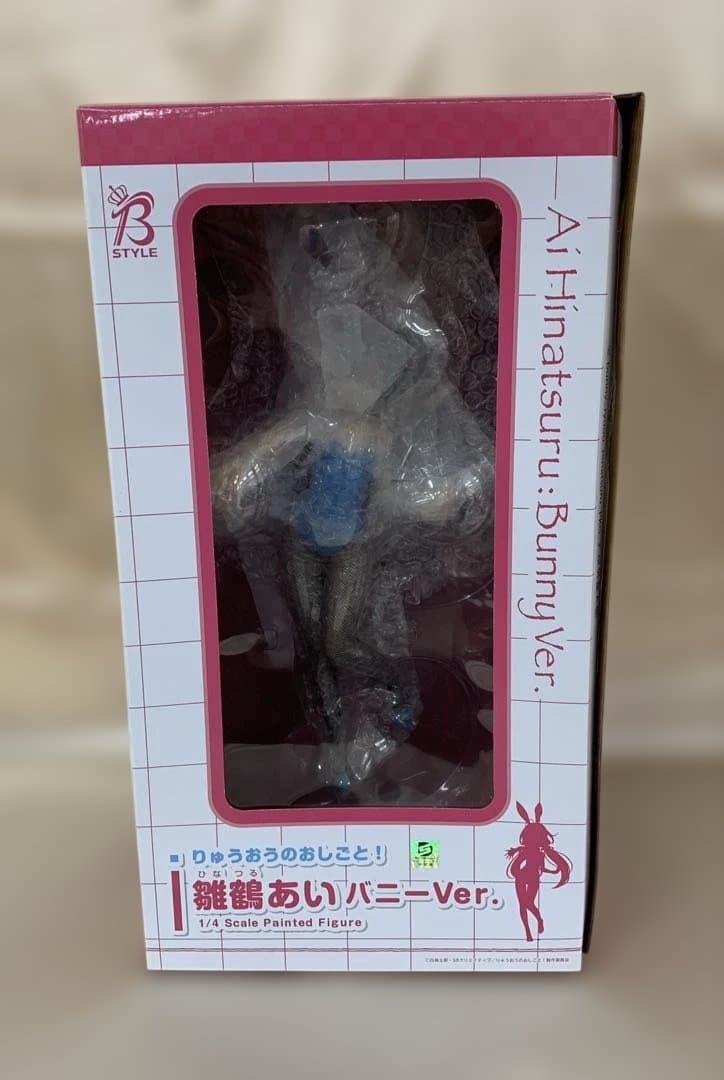 B
STYLE
Ai Hinatsuru: Bunny Ver.
りゅうおうのおしごと！
ひな つる
雛鶴あい バニーVer.
1/4 Scale Painted Figure